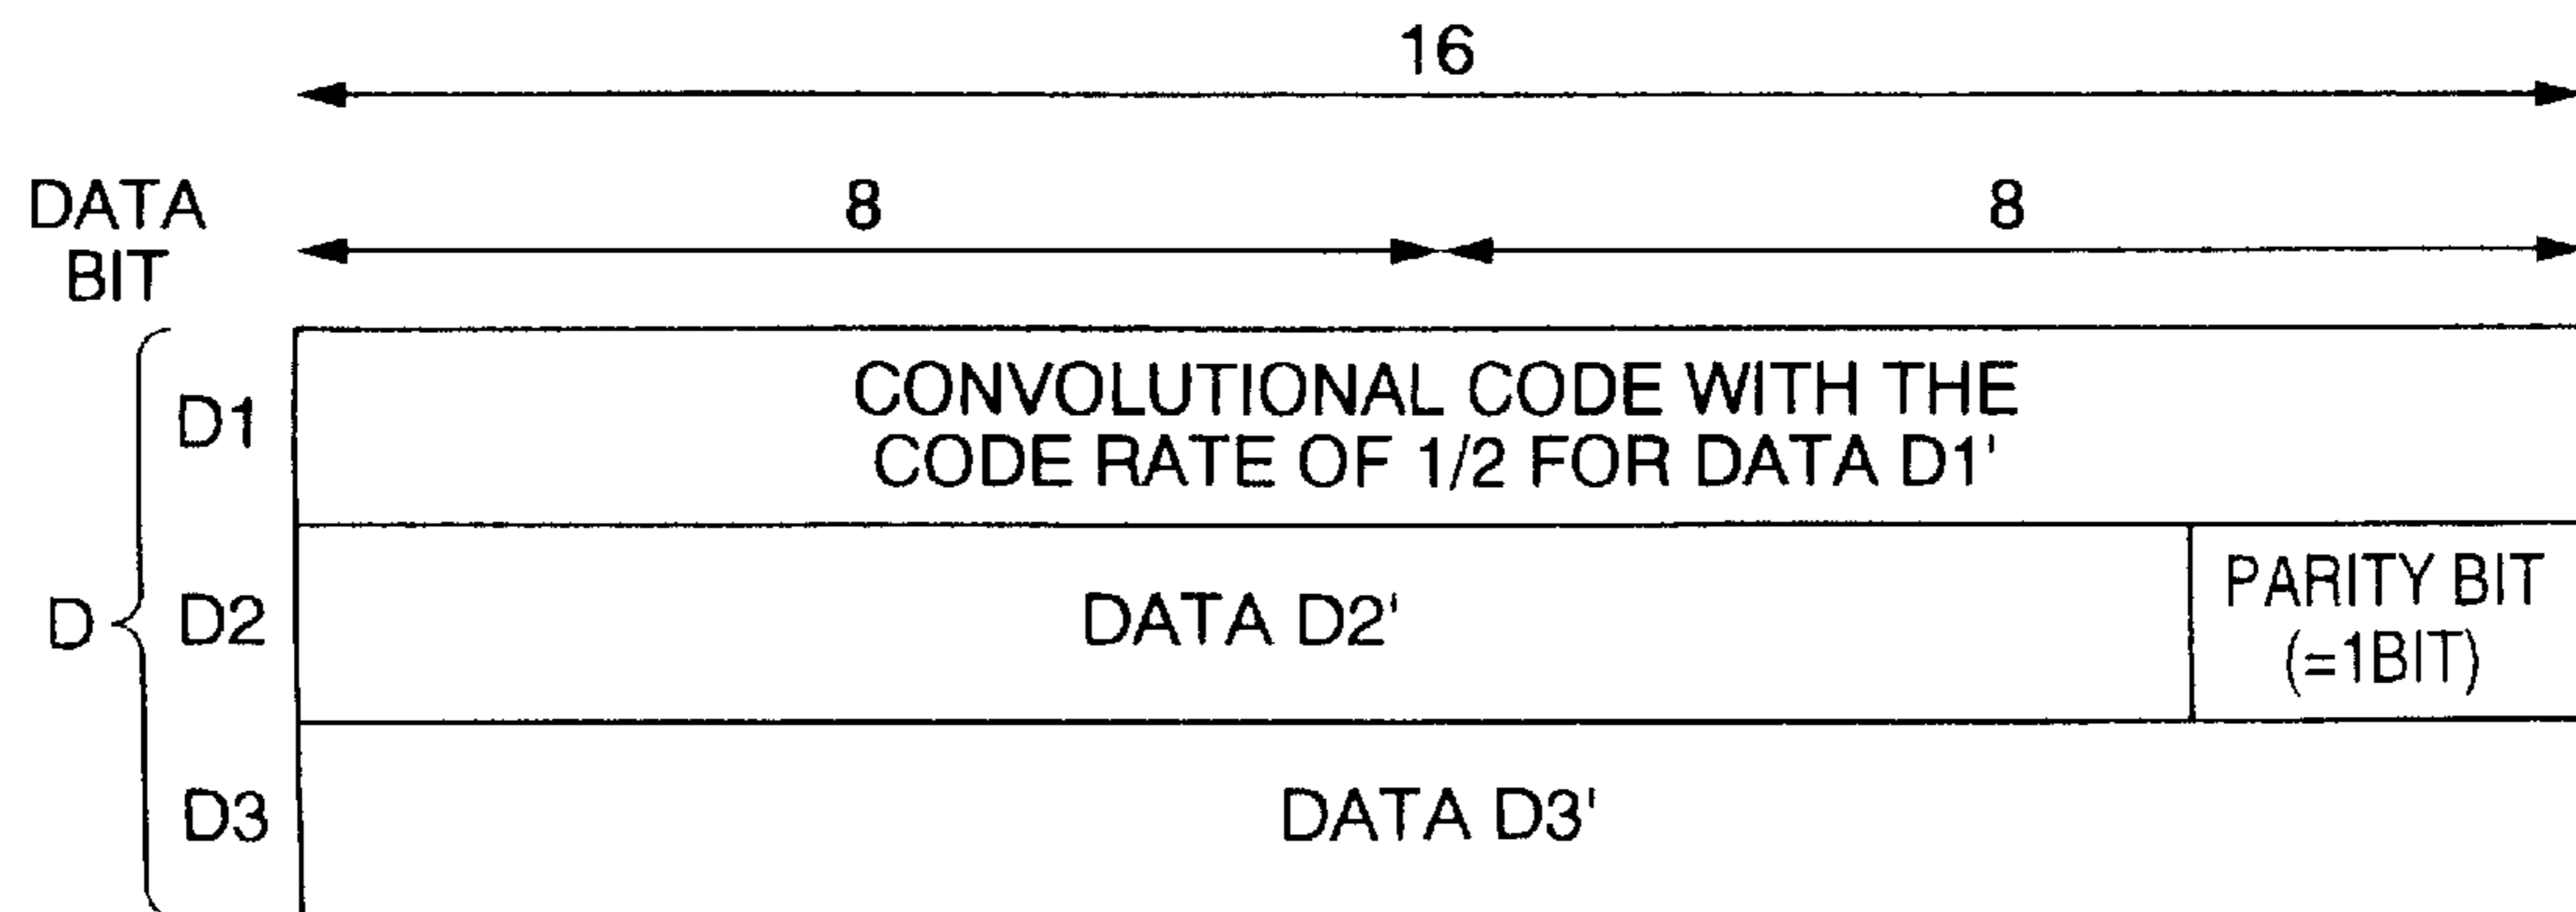 16
DATA
BIT
8
8
D
D1
CONVOLUTIONAL CODE WITH THE
CODE RATE OF 1/2 FOR DATA D1'
D2
DATA D2'
PARITY BIT
(=1BIT)
D3
DATA D3'